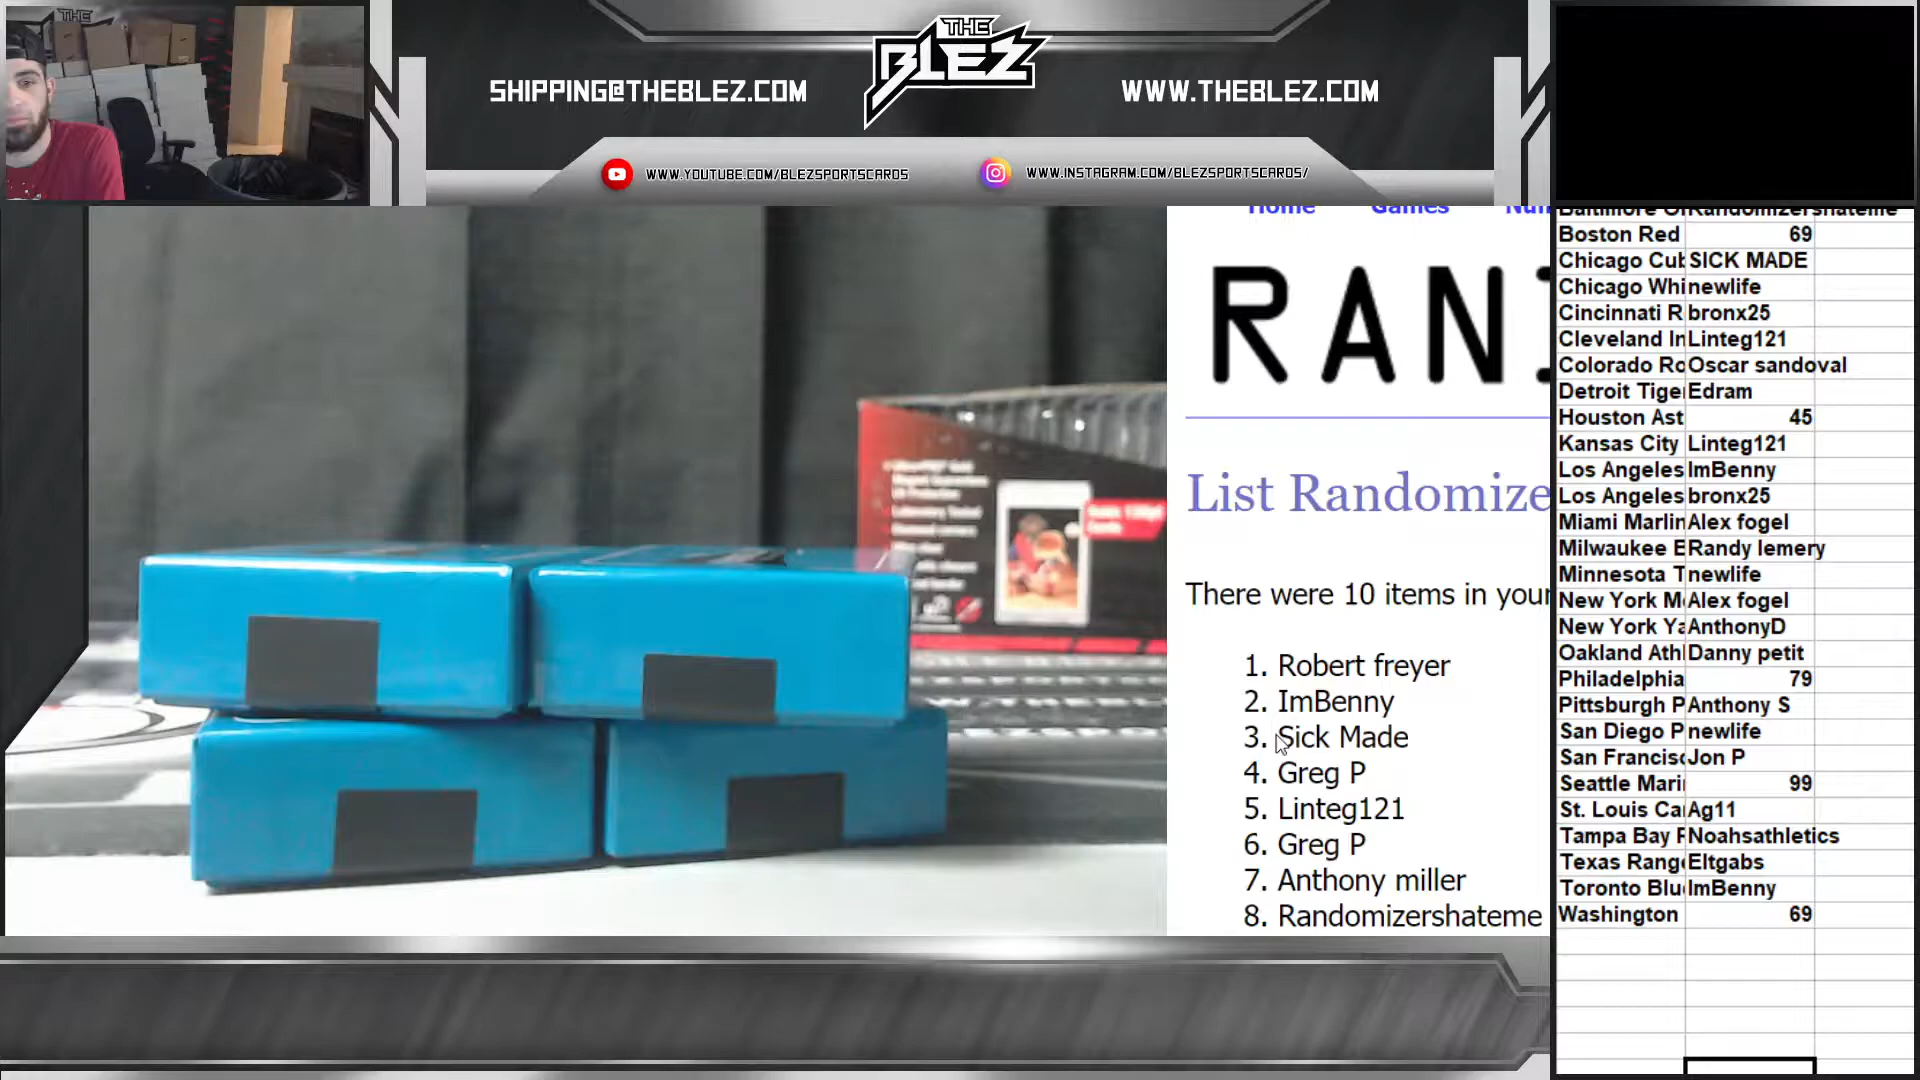 THE
BLEZ
SHIPPING@THEBLEZ.COM
WWW.THEBLEZ.COM
WWW.YOUTUBE.COM/BLEZSPORTSCARDS
WWW.INSTAGRAM.COM/BLEZSPORTSCARDS/
Home Games
RAN
List Randomize
There were 10 items in your
1. Robert freyer
2. ImBenny
3. Sick Made
4. Greg P
5. Linteg121
6. Greg P
7. Anthony miller
8. Randomizershateme
Baltimore O Randomizershateme
Boston Red 69
Chicago Cub SICK MADE
Chicago Whi newlife
Cincinnati R bronx25
Cleveland In Linteg121
Colorado Ro Oscar sandoval
Detroit Tige Edram
Houston Ast 45
Kansas City Linteg121
Los Angeles ImBenny
Los Angeles bronx25
Miami Marlin Alex fogel
Milwaukee B Randy lemery
Minnesota T newlife
New York M Alex fogel
New York Ya AnthonyD
Oakland Ath Danny petit
Philadelphia 79
Pittsburgh P Anthony S
San Diego P newlife
San Francisc Jon P
Seattle Mari 99
St. Louis Ca Ag11
Tampa Bay R Noahsathletics
Texas Range Eltgabs
Toronto Blu ImBenny
Washington 69